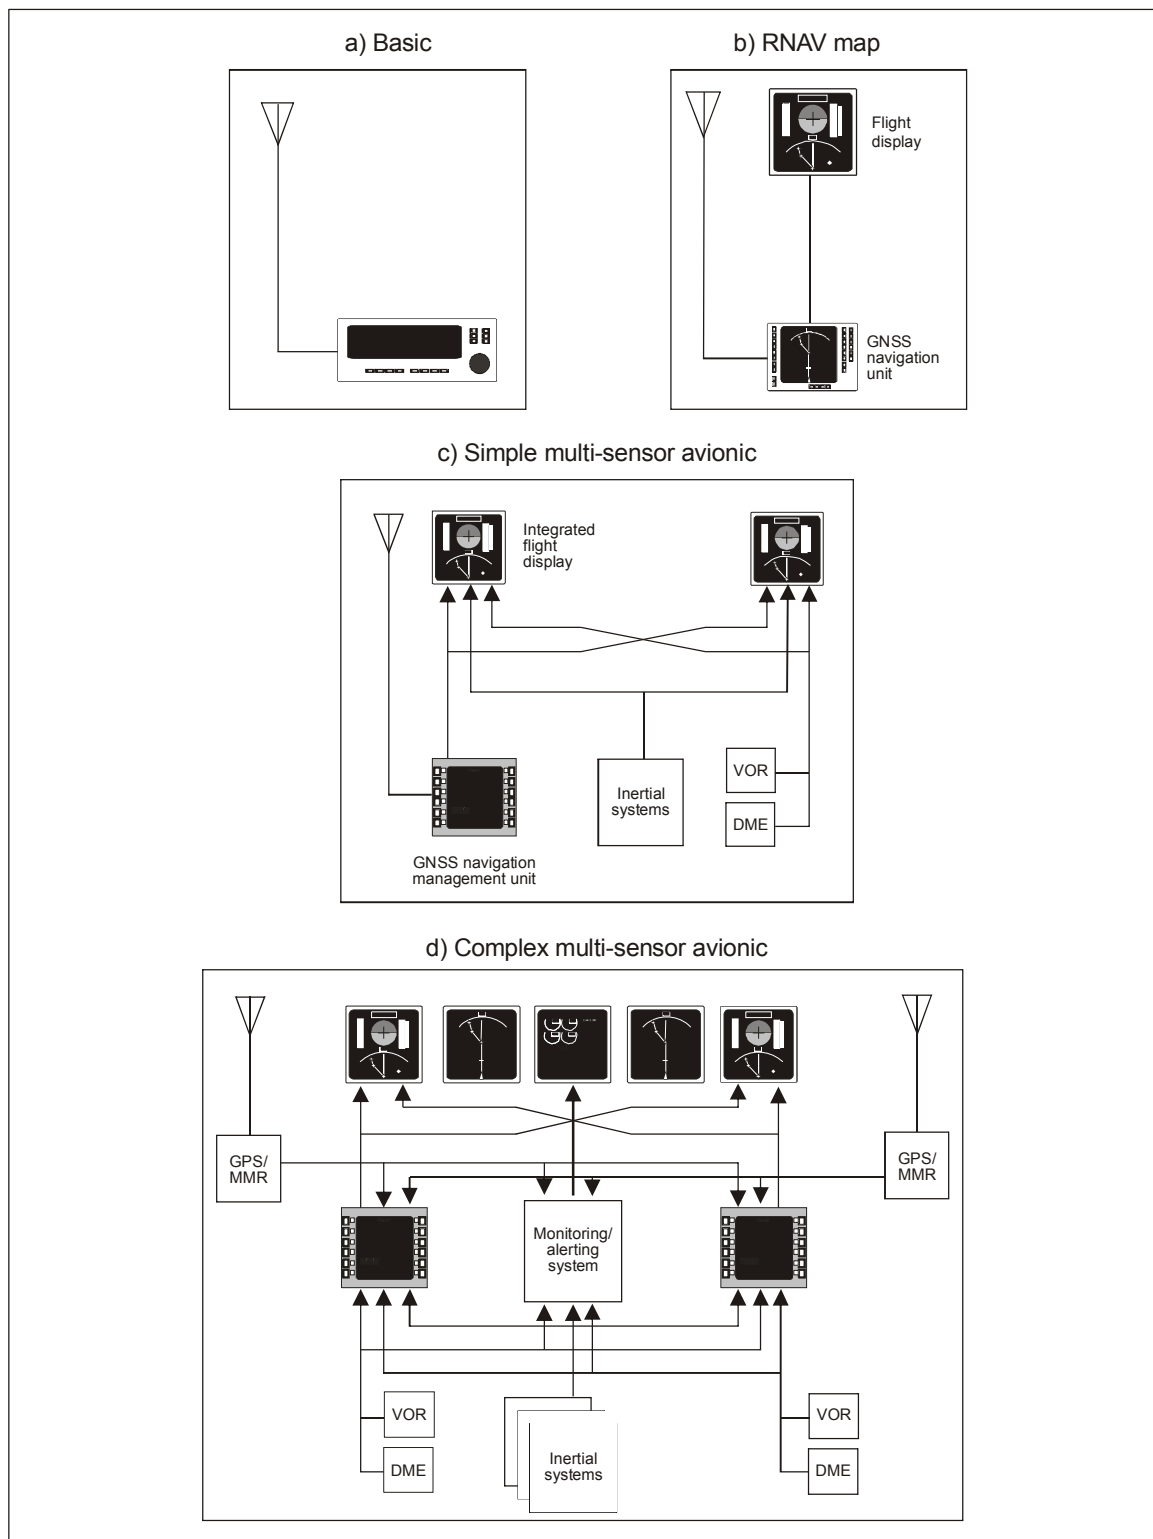 a) Basic
b) RNAV map
Flight
display
GNSS
navigation
unit
c) Simple multi-sensor avionic
Integrated
flight
display
VOR
Inertial
systems
DME
GNSS navigation
management unit
d) Complex multi-sensor avionic
GPS/
MMR
GPS/
MMR
Monitoring/
alerting
system
VOR
VOR
Inertial
systems
DME
DME